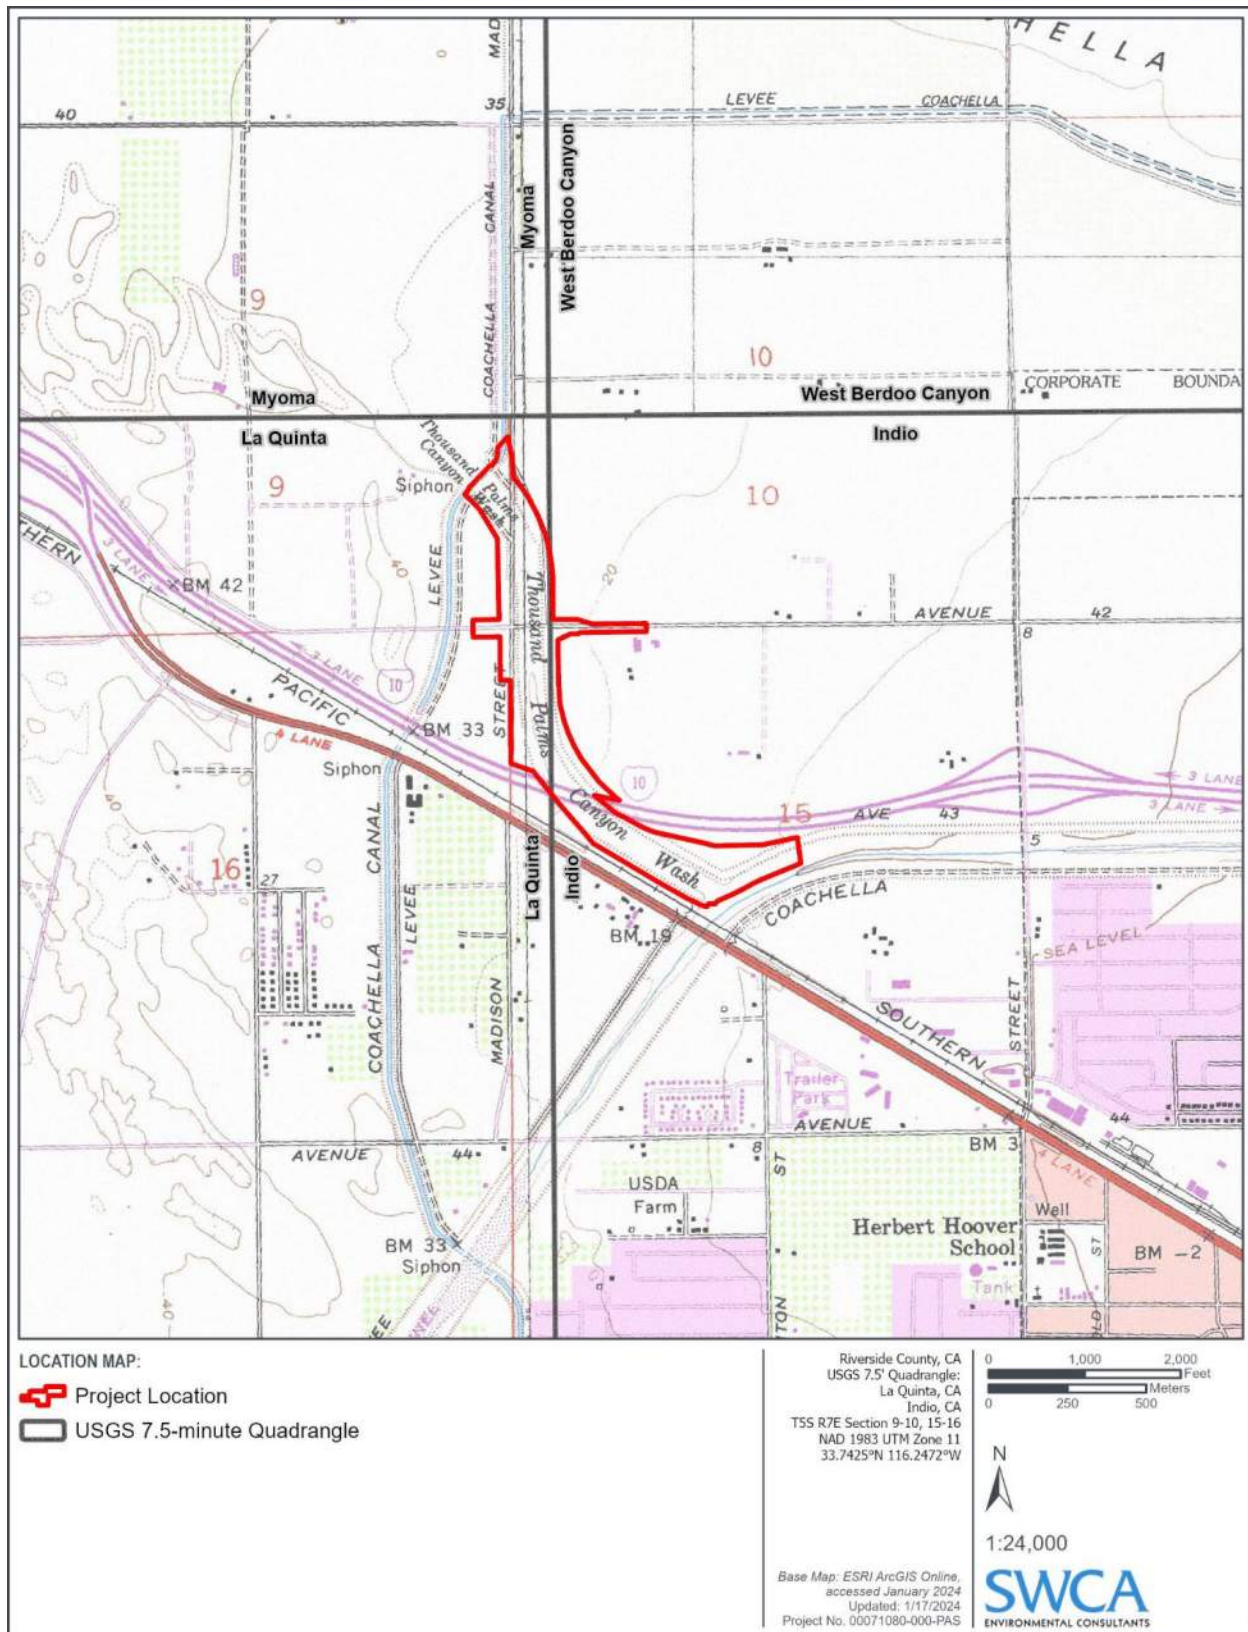 HELLA
MAD
35
LEVEE
COACHELLA
40
COACHELLA CANAL
Myoma
West Berdoo Canyon
9
10
CORPORATE BOUNDA
Myoma
West Berdoo Canyon
La Quinta
Indio
Thousand Palms
Canyon Wash
Siphon
9
10
THERN
3 LANE
BM 42
LEVEE
40
20
Thousand Palms
AVENUE 42
8
3 LANE
10
PACIFIC
STREET
BM 33
4 LANE
Siphon
10
3 LANE
3 LANE
Canyon
15
AVE 43
5
40
16
27
CANAL
LEVEE
La Quinta
Indio
Wash
COACHELLA
BM 19
SEA LEVEL
COACHELLA
MADISON
SOUTHERN
STREET
Trailer
Park
44
AVENUE
44
8
AVENUE
BM 3
4 LANE
ST
USDA
Farm
Herbert Hoover
School
Well
ST
BM -2
BM 33
Siphon
Tank
40
EE
NEE
TON
LD
LOCATION MAP:
Project Location
USGS 7.5-minute Quadrangle
Riverside County, CA
USGS 7.5' Quadrangle:
La Quinta, CA
Indio, CA
T5S R7E Section 9-10, 15-16
NAD 1983 UTM Zone 11
33.7425°N 116.2472°W
Base Map: ESRI ArcGIS Online,
accessed January 2024
Updated: 1/17/2024
Project No. 00071080-000-PAS
0 1,000 2,000
Feet
Meters
0 250 500
N
1:24,000
SWCA
ENVIRONMENTAL CONSULTANTS